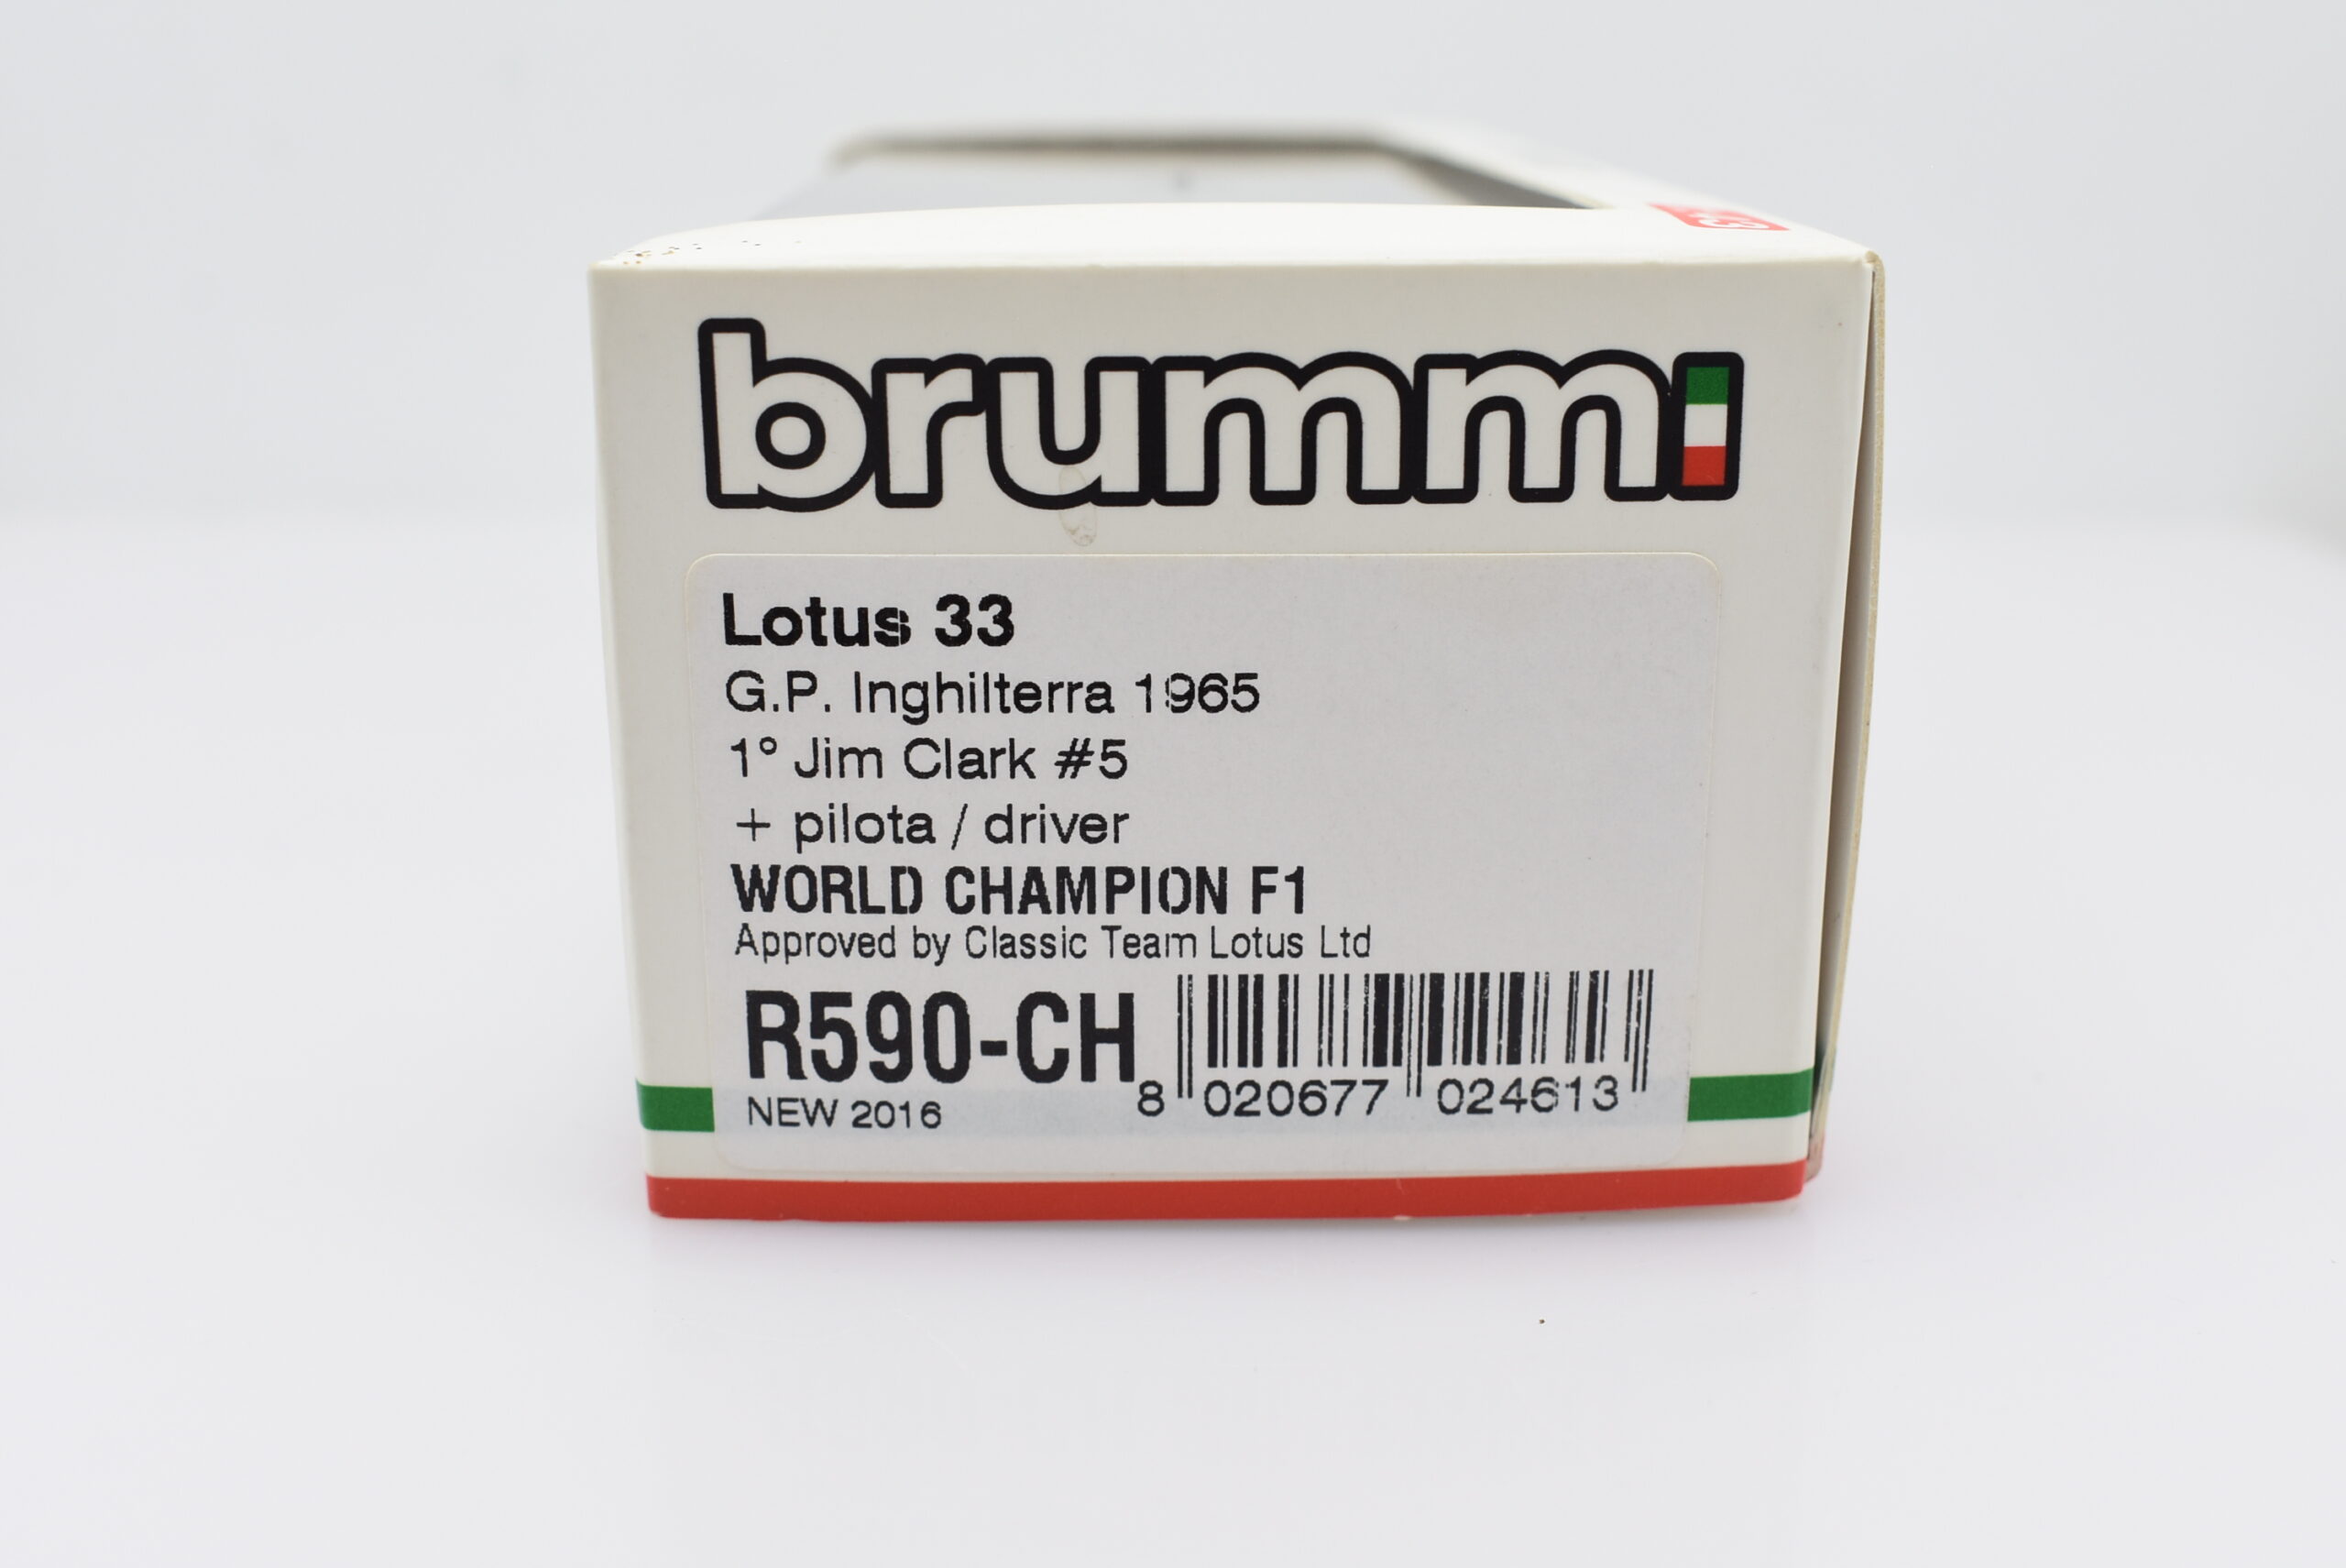 brumm
Lotus 33
G.P. Inghilterra 1965
1° Jim Clark #5
+ pilota / driver
WORLD CHAMPION F1
Approved by Classic Team Lotus Ltd
R590-CH
8 020677 024613
NEW 2016